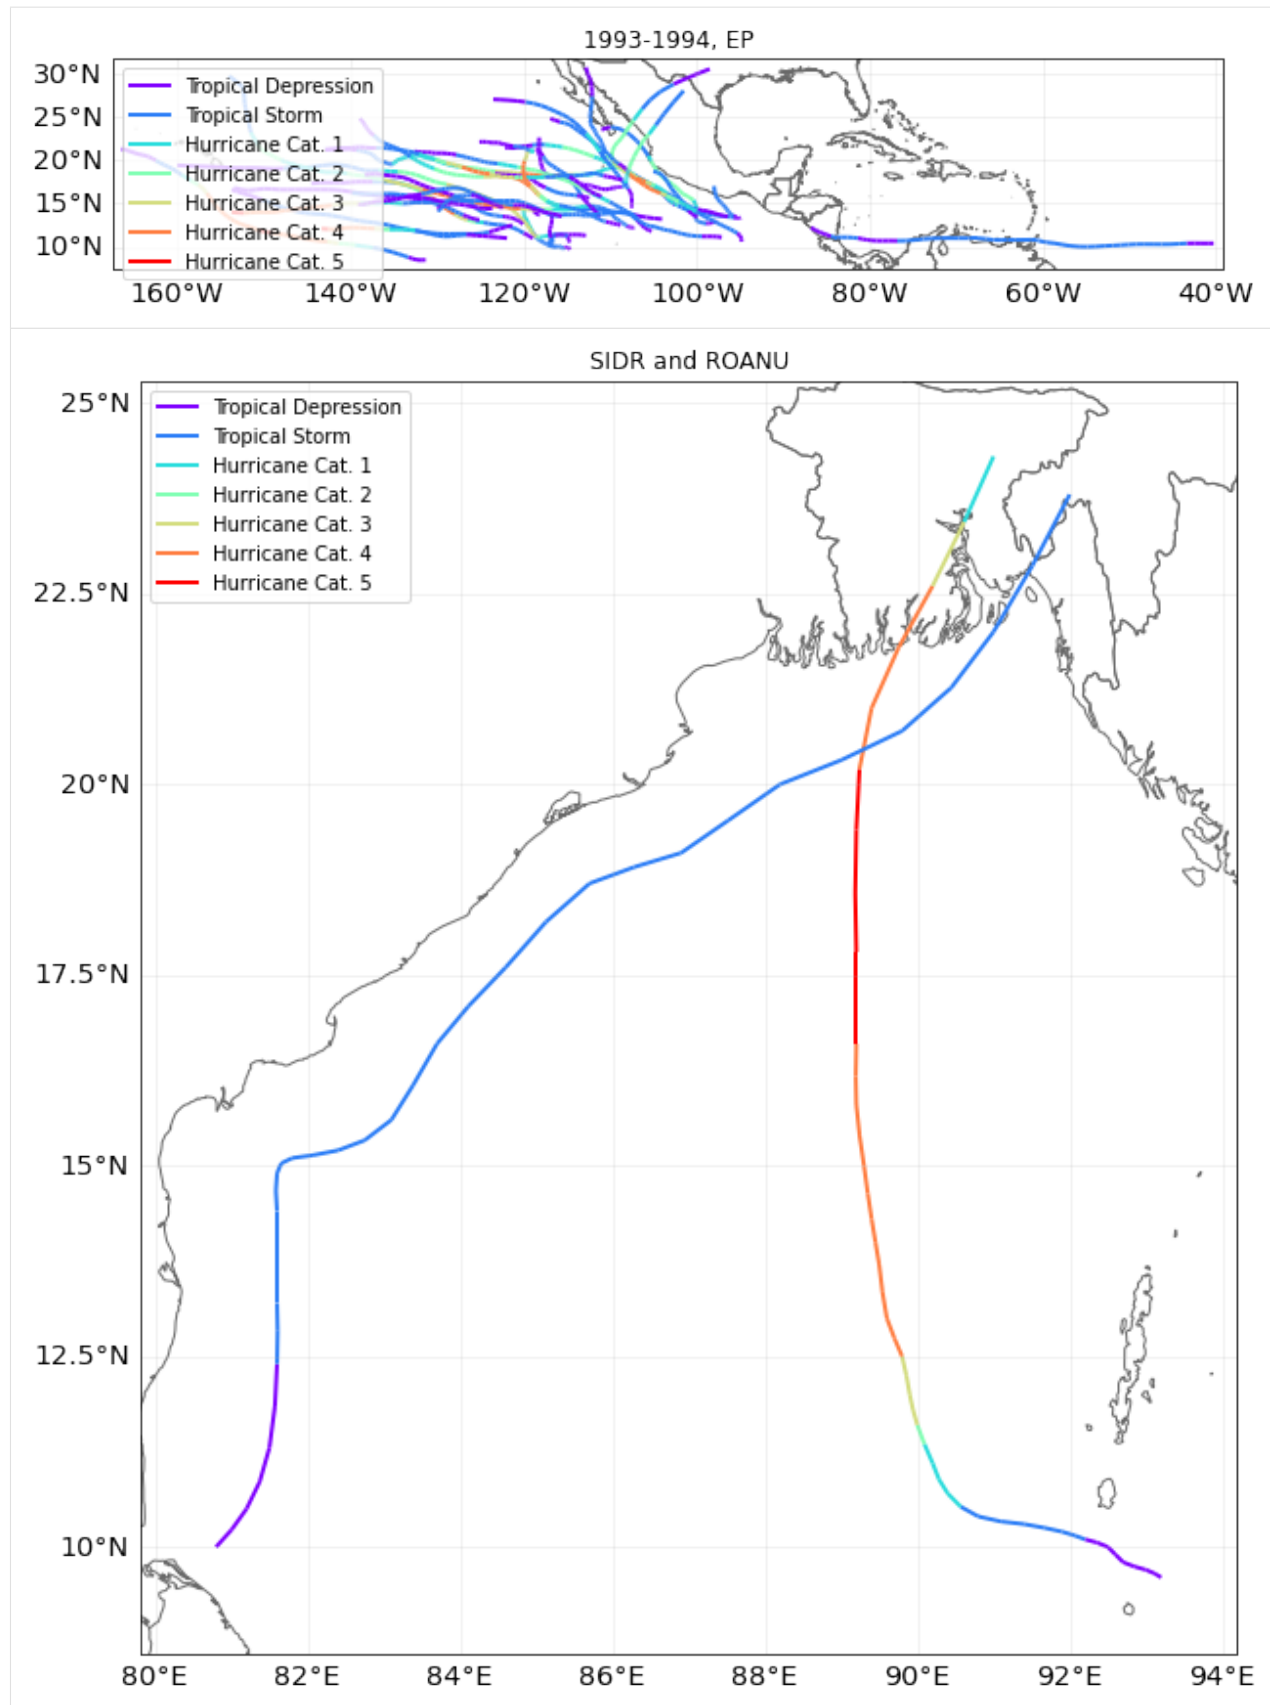 1993-1994, EP
30°N
25°N
20°N
15°N
10°N
Tropical Depression
Tropical Storm
Hurricane Cat. 1
Hurricane Cat. 2
Hurricane Cat. 3
Hurricane Cat. 4
Hurricane Cat. 5
160°W 140°W 120°W 100°W 80°W 60°W 40°W
SIDR and ROANU
25°N
22.5°N
20°N
17.5°N
15°N
12.5°N
10°N
Tropical Depression
Tropical Storm
Hurricane Cat. 1
Hurricane Cat. 2
Hurricane Cat. 3
Hurricane Cat. 4
Hurricane Cat. 5
80°E 82°E 84°E 86°E 88°E 90°E 92°E 94°E